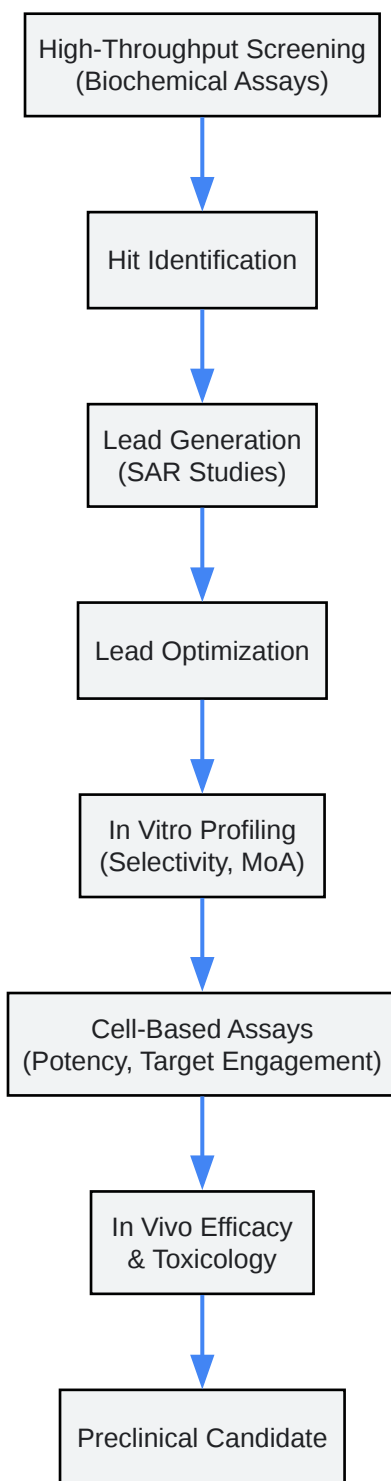 High-Throughput Screening
(Biochemical Assays)
Hit Identification
Lead Generation
(SAR Studies)
Lead Optimization
In Vitro Profiling
(Selectivity, MoA)
Cell-Based Assays
(Potency, Target Engagement)
In Vivo Efficacy
& Toxicology
Preclinical Candidate